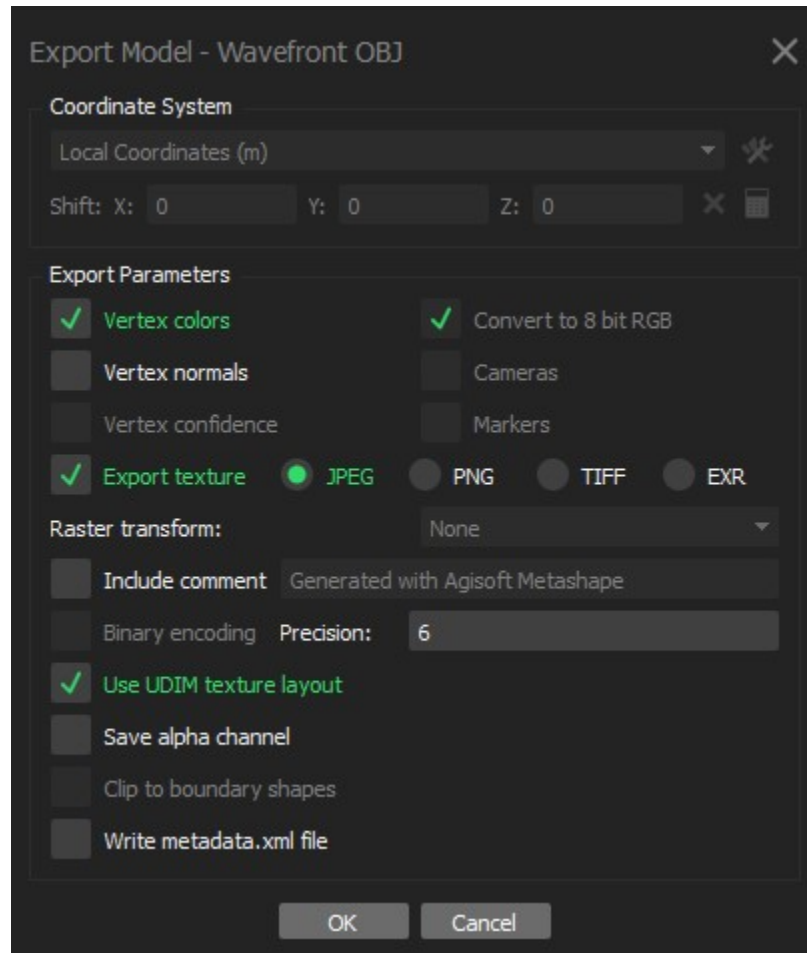 Export Model - Wavefront OBJ
Coordinate System
Local Coordinates (m)
Shift: X: 0 Y: 0 Z: 0
Export Parameters
Vertex colors Convert to 8 bit RGB
Vertex normals Cameras
Vertex confidence Markers
Export texture JPEG PNG TIFF EXR
Raster transform: None
Include comment Generated with Agisoft Metashape
Binary encoding Precision: 6
Use UDIM texture layout
Save alpha channel
Clip to boundary shapes
Write metadata.xml file
OK Cancel